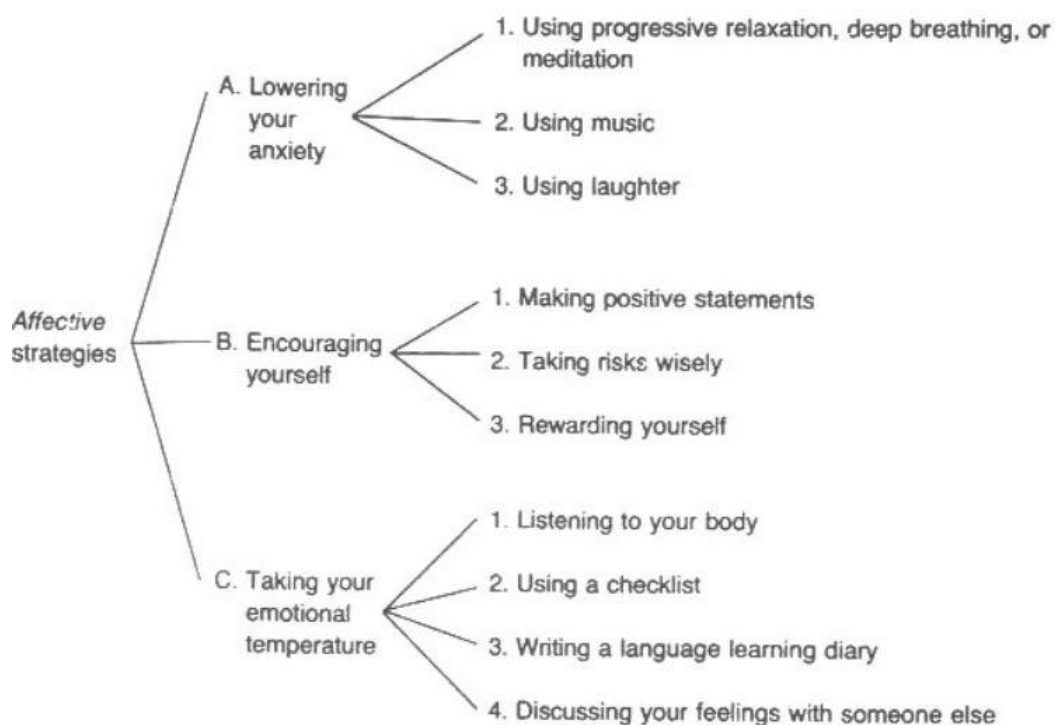 Affective
strategies
A. Lowering
your
anxiety
1. Using progressive relaxation, deep breathing, or
meditation
2. Using music
3. Using laughter
B. Encouraging
yourself
1. Making positive statements
2. Taking risks wisely
3. Rewarding yourself
C. Taking your
emotional
temperature
1. Listening to your body
2. Using a checklist
3. Writing a language learning diary
4. Discussing your feelings with someone else